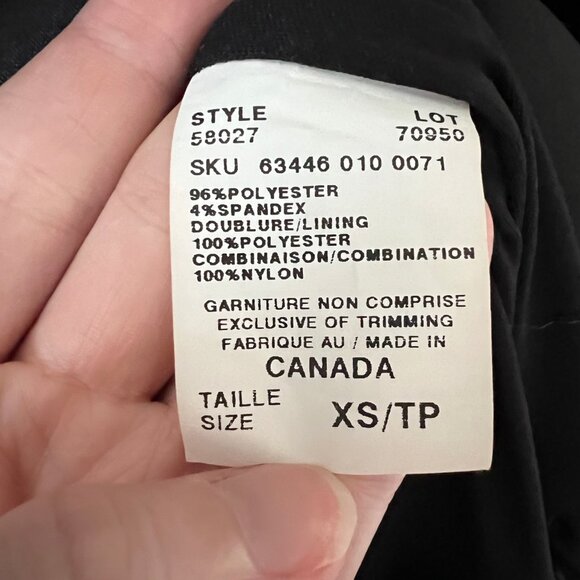 STYLE LOT
58027 70950
SKU 63446 010 0071
96%POLYESTER
4%SPANDEX
DOUBLURE/LINING
100%POLYESTER
COMBINAISON/COMBINATION
100%NYLON
GARNITURE NON COMPRISE
EXCLUSIVE OF TRIMMING
FABRIQUE AU / MADE IN
CANADA
TAILLE
SIZE XS/TP